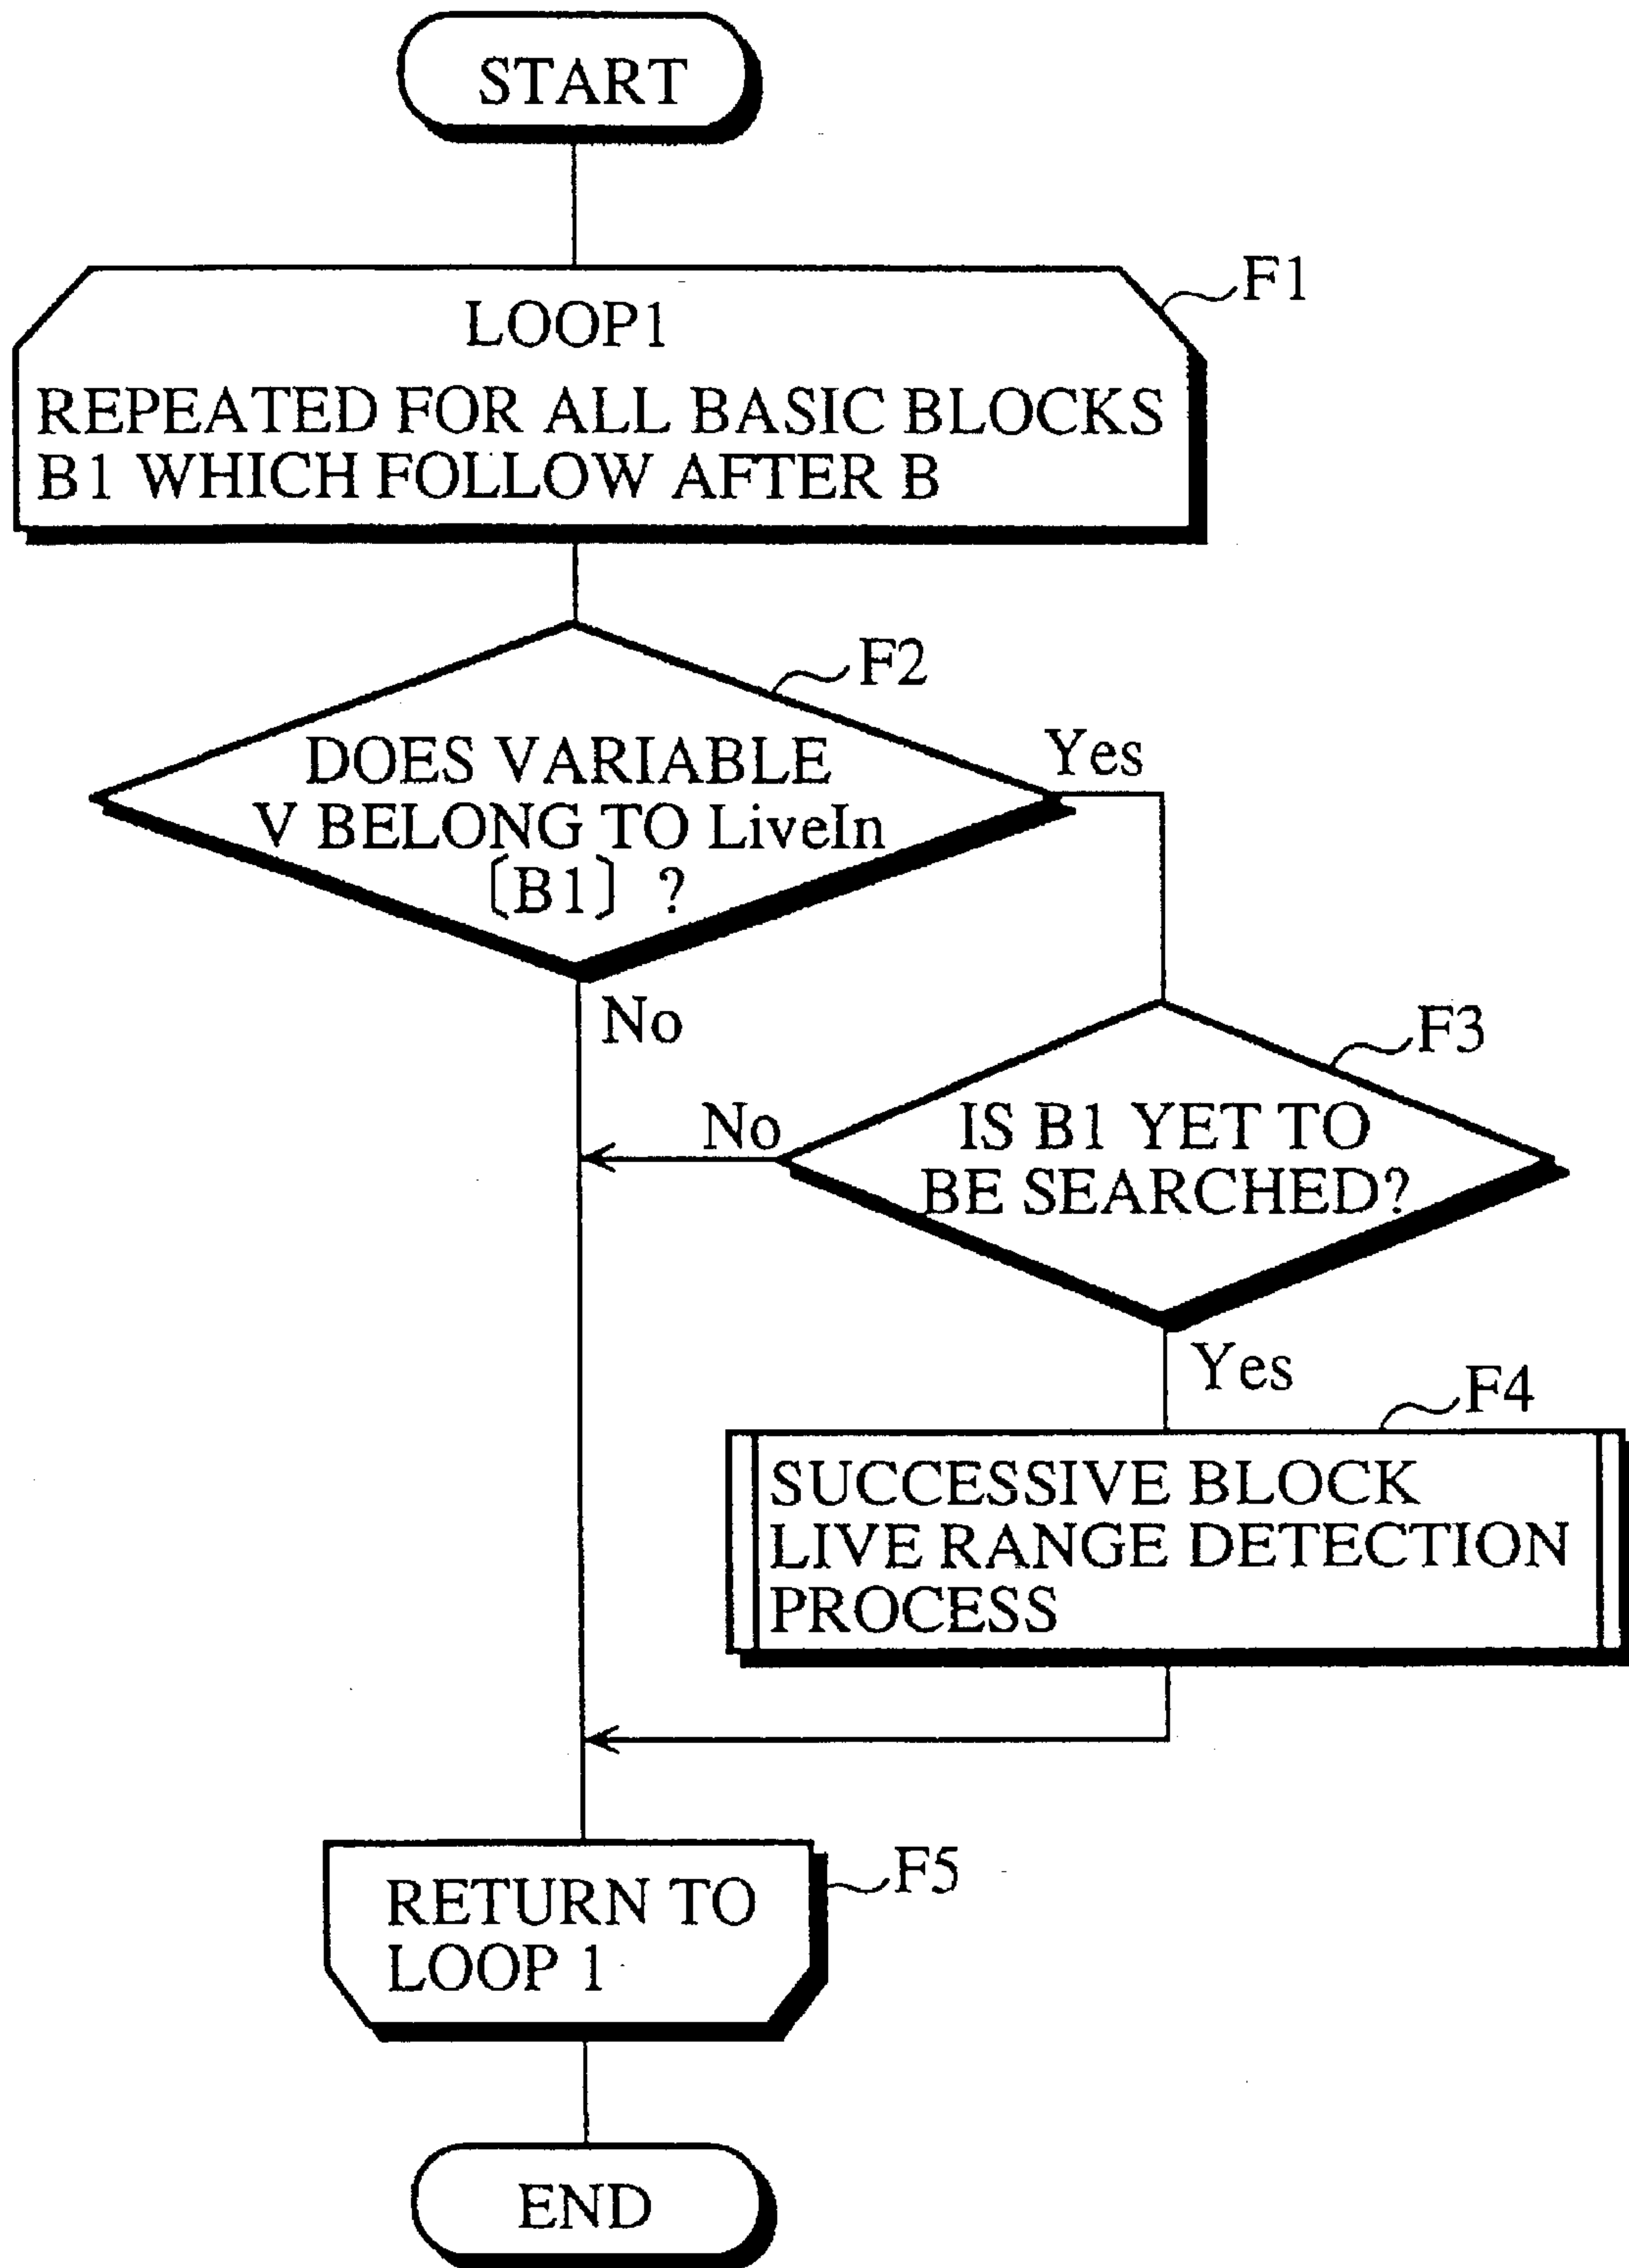 START
F1
LOOP1
REPEATED FOR ALL BASIC BLOCKS
B1 WHICH FOLLOW AFTER B
F2
DOES VARIABLE
V BELONG TO LiveIn
[B1] ?
Yes
No
F3
IS B1 YET TO
BE SEARCHED?
No
Yes
F4
SUCCESSIVE BLOCK
LIVE RANGE DETECTION
PROCESS
F5
RETURN TO
LOOP 1
END